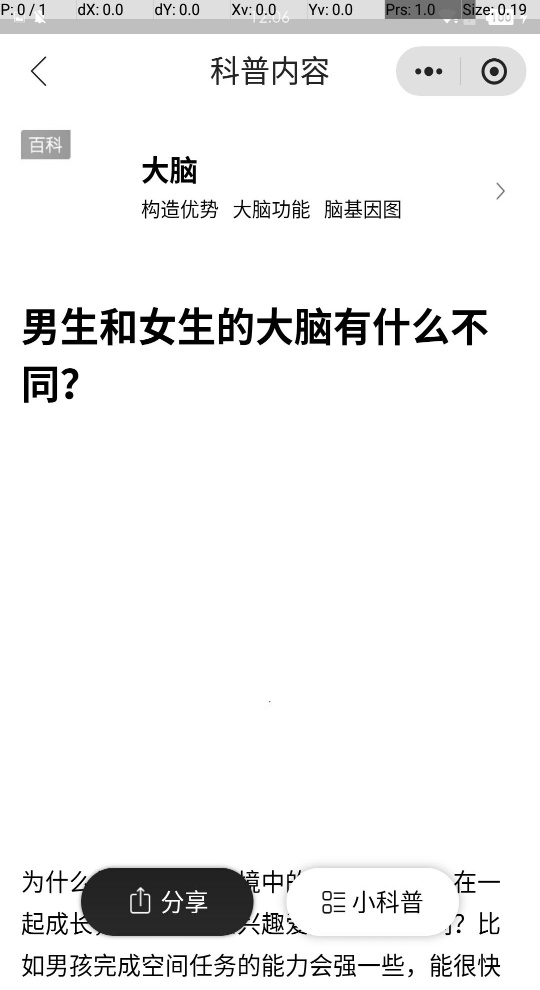 P: 0 / 1 dX: 0.0 dY: 0.0 Xv: 0.0 Yv: 0.0 Prs: 1.0 Size: 0.19
12:06
100
科普内容
百科
大脑
构造优势 大脑功能 脑基因图
男生和女生的大脑有什么不
同？
为什么 境中的 在一
分享
小科普
起成长 兴趣爱 ？比
如男孩完成空间任务的能力会强一些，能很快